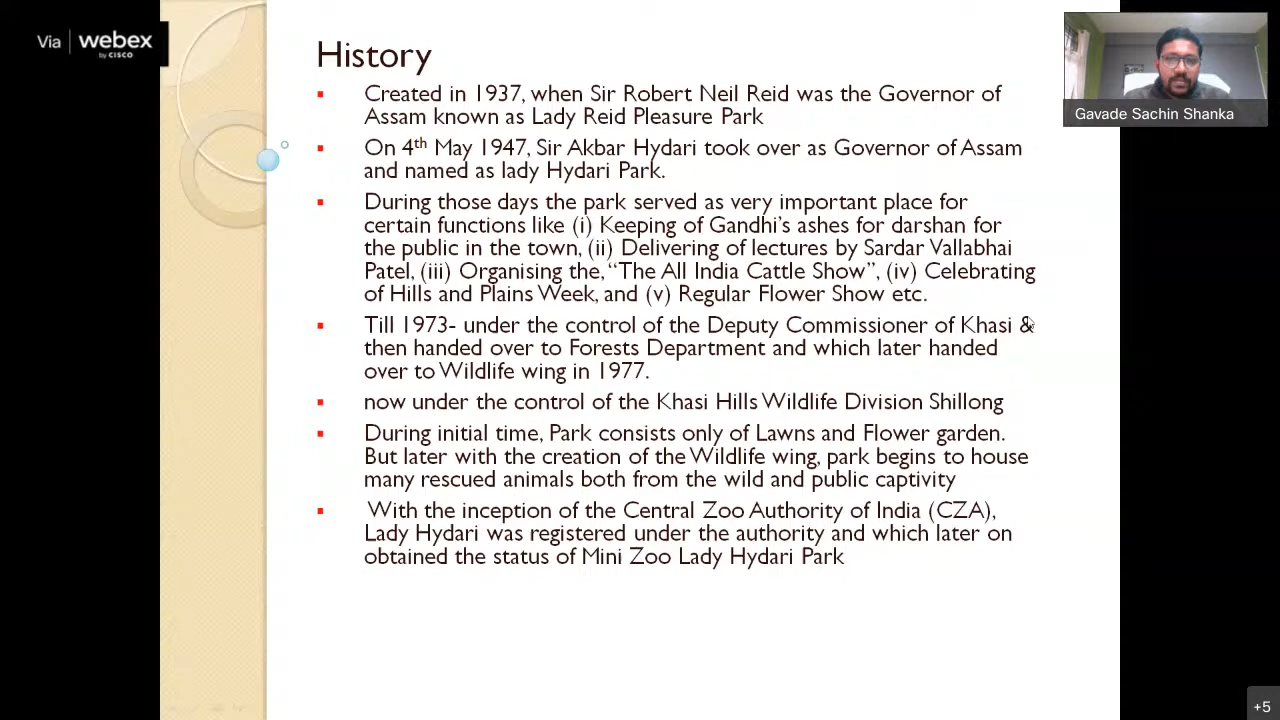 Via webex
by CISCO
History
Created in 1937, when Sir Robert Neil Reid was the Governor of
Assam known as Lady Reid Pleasure Park
On 4th May 1947, Sir Akbar Hydari took over as Governor of Assam
and named as lady Hydari Park.
During those days the park served as very important place for
certain functions like (i) Keeping of Gandhi's ashes for darshan for
the public in the town, (ii) Delivering of lectures by Sardar Vallabhai
Patel, (iii) Organising the, “The All India Cattle Show”, (iv) Celebrating
of Hills and Plains Week, and (v) Regular Flower Show etc.
Till 1973- under the control of the Deputy Commissioner of Khasi &
then handed over to Forests Department and which later handed
over to Wildlife wing in 1977.
now under the control of the Khasi Hills Wildlife Division Shillong
During initial time, Park consists only of Lawns and Flower garden.
But later with the creation of the Wildlife wing, park begins to house
many rescued animals both from the wild and public captivity
With the inception of the Central Zoo Authority of India (CZA),
Lady Hydari was registered under the authority and which later on
obtained the status of Mini Zoo Lady Hydari Park
Gavade Sachin Shanka
+5